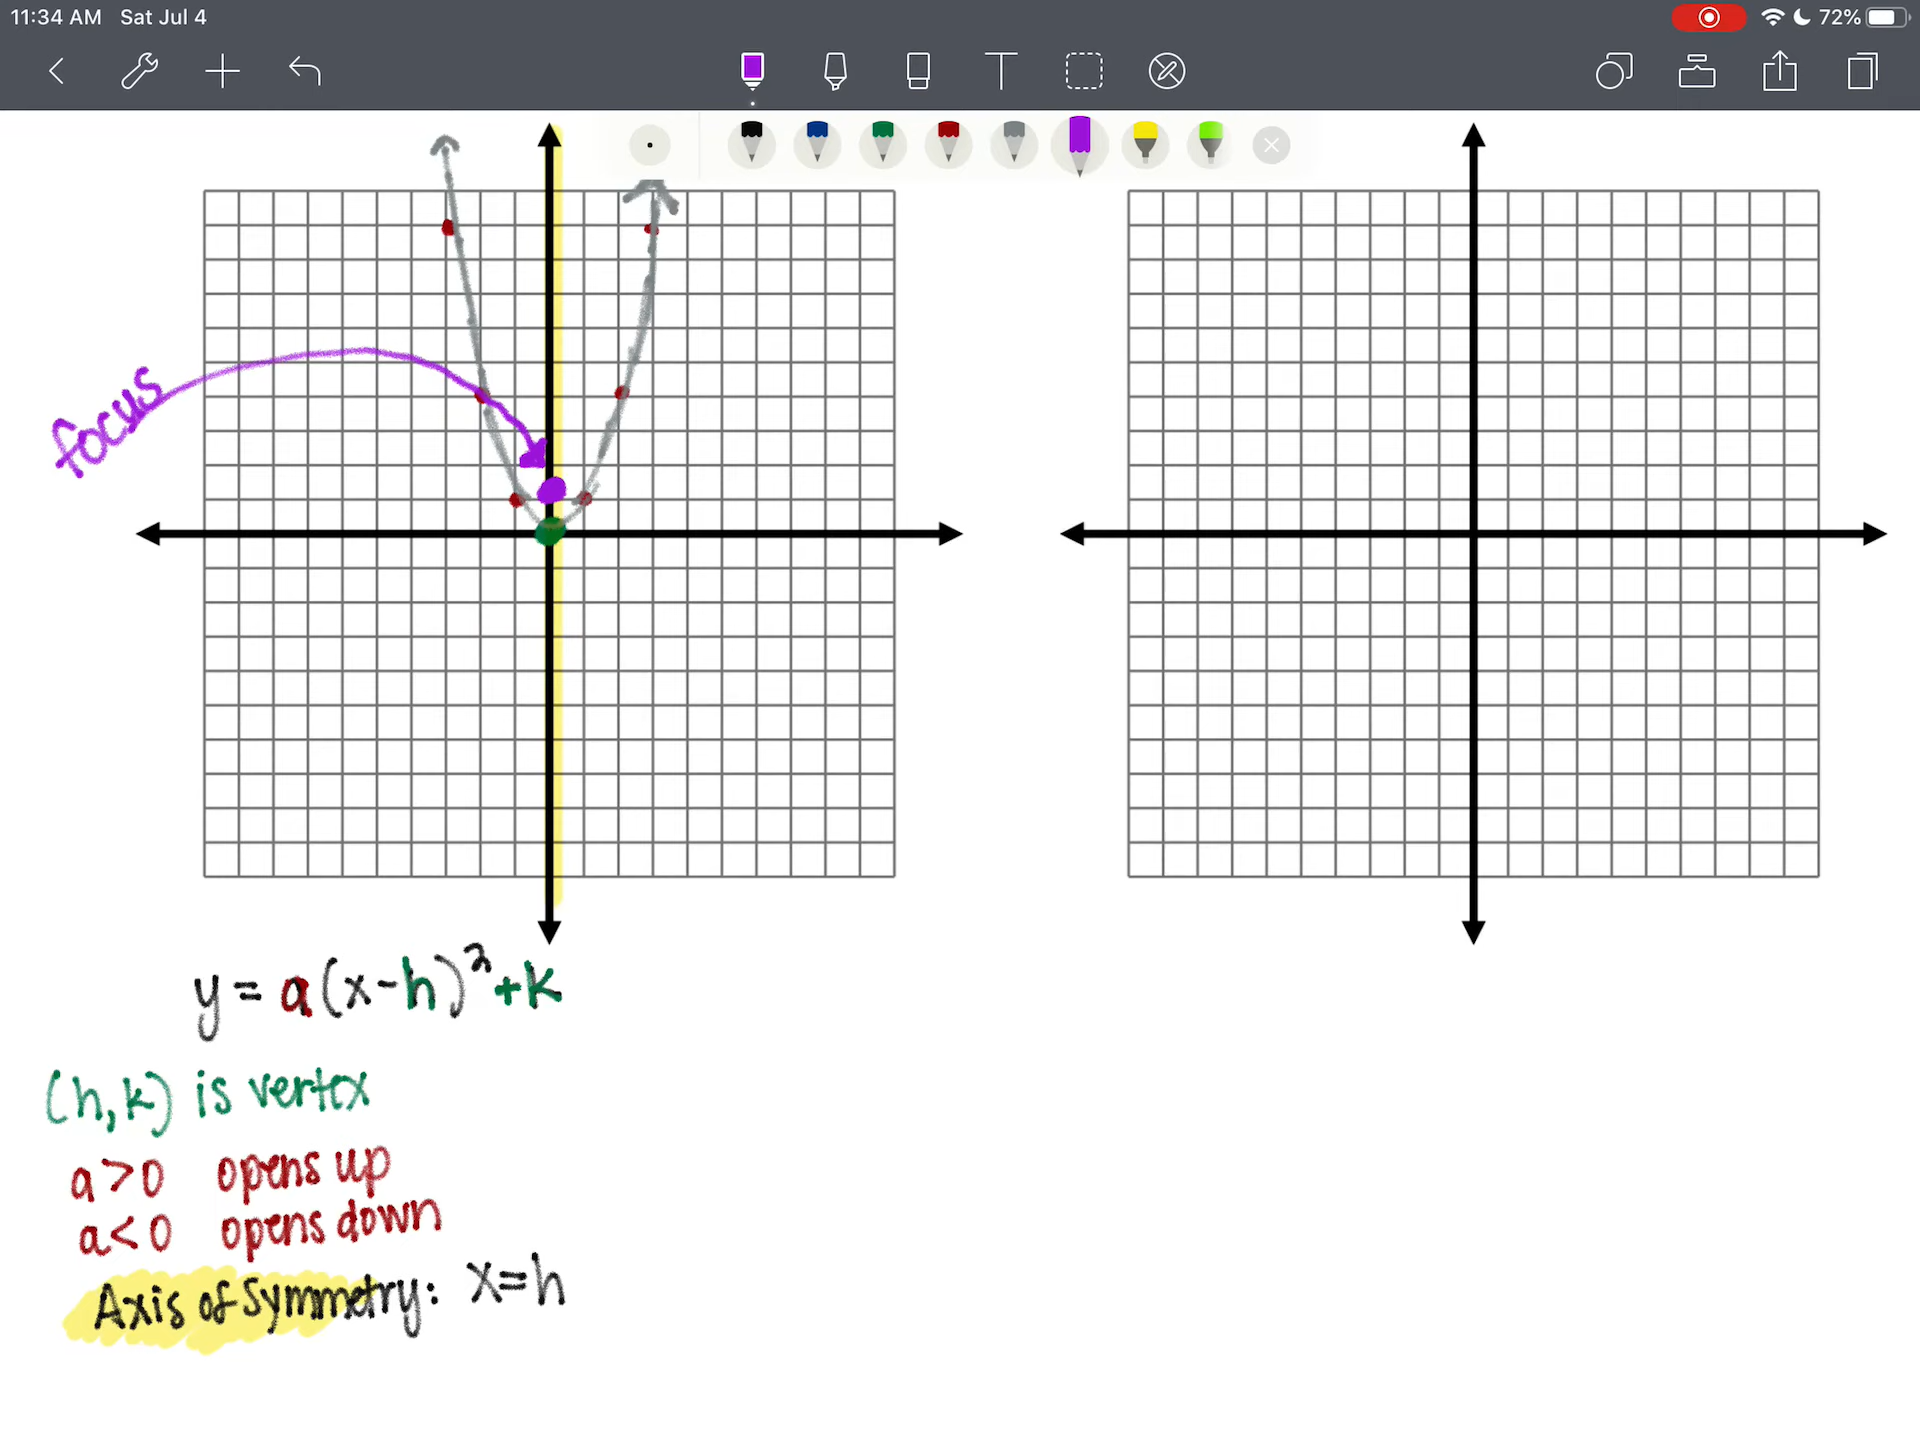 11:34 AM Sat Jul 4
72%
focus
y = a(x-h)²+k
(h,k) is vertex
a>0 opens up
a<0 opens down
Axis of Symmetry: x=h